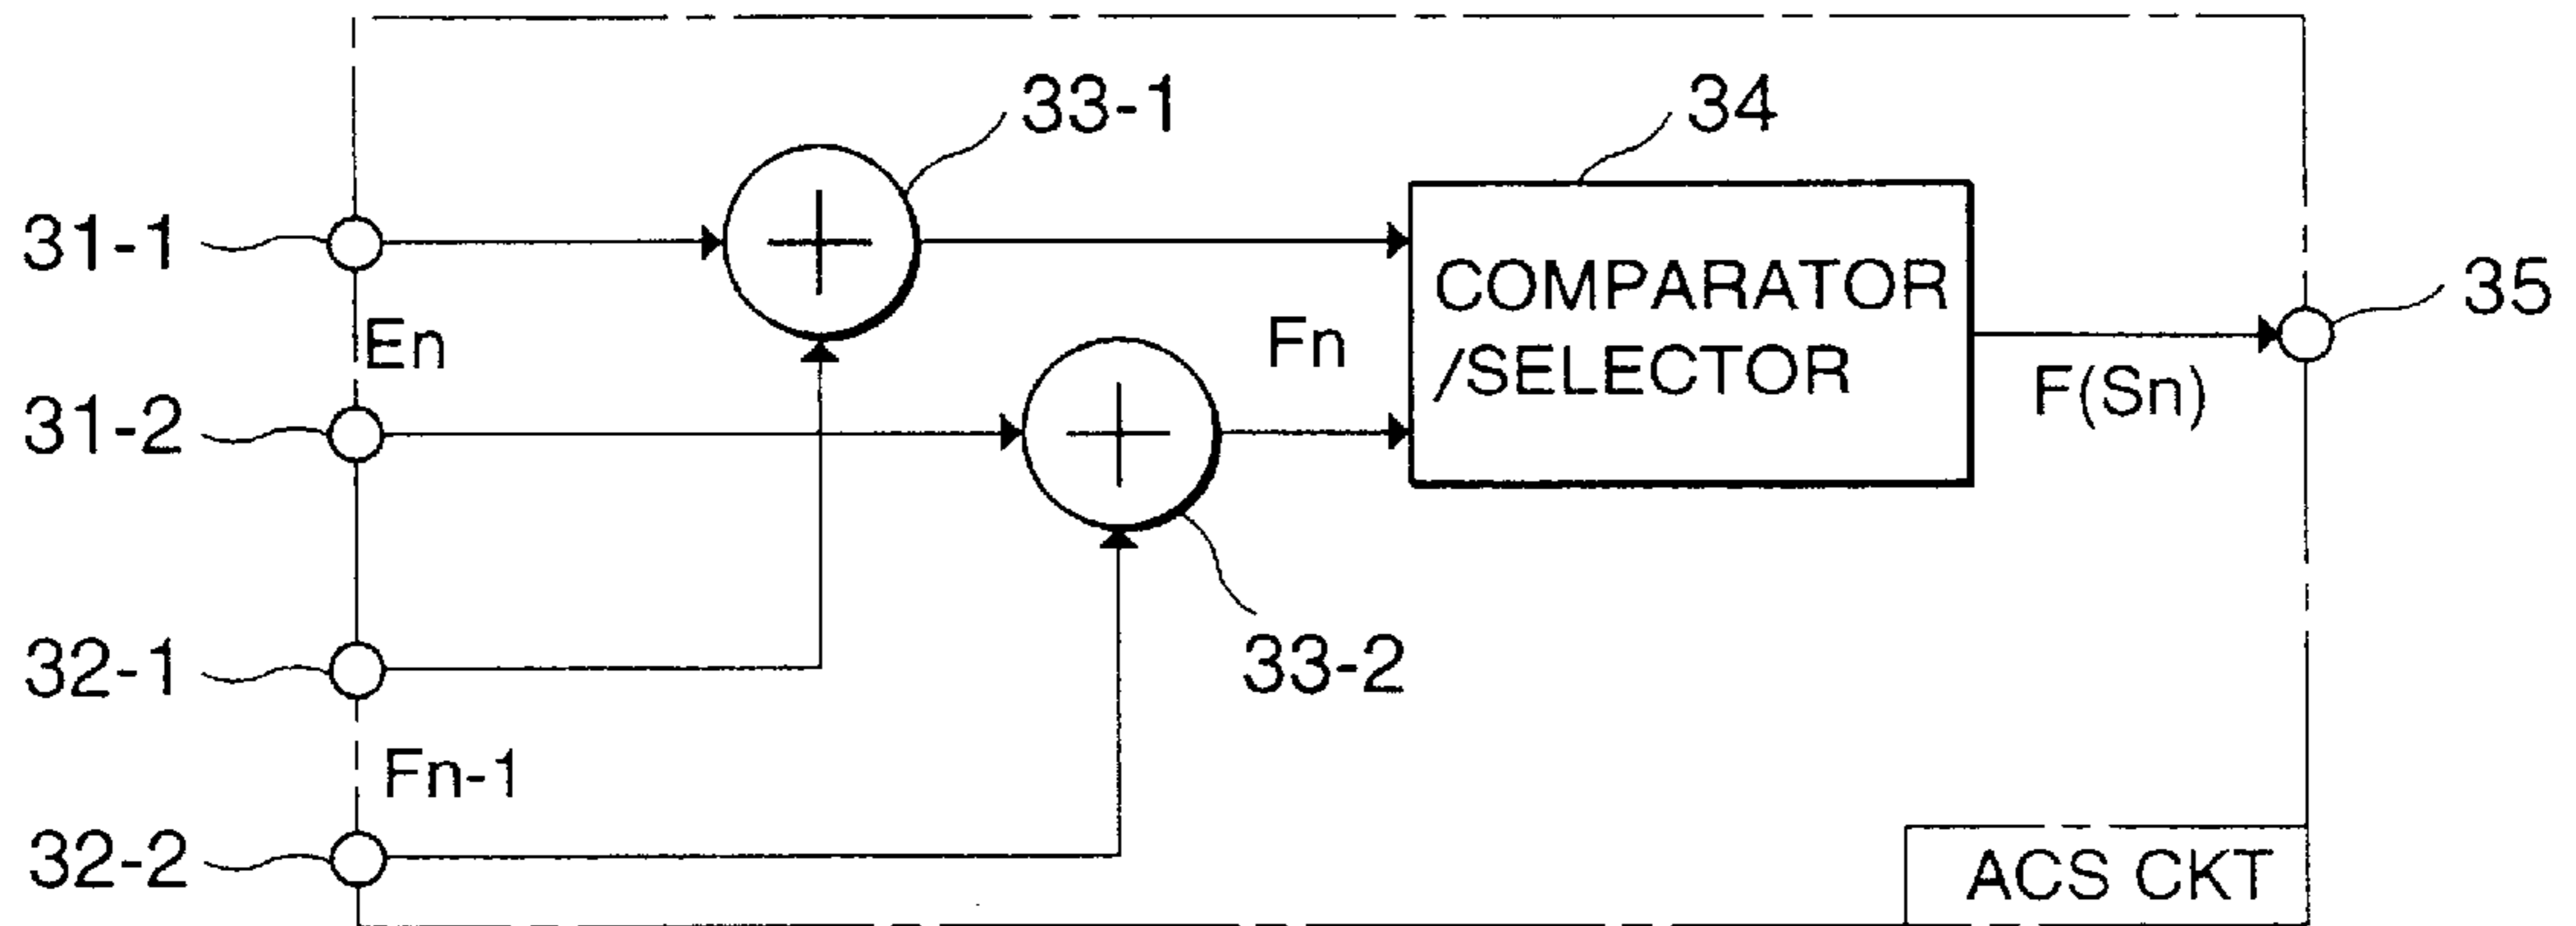 33-1
34
31-1
COMPARATOR
/SELECTOR
35
En
Fn
F(Sn)
31-2
32-1
33-2
Fn-1
32-2
ACS CKT